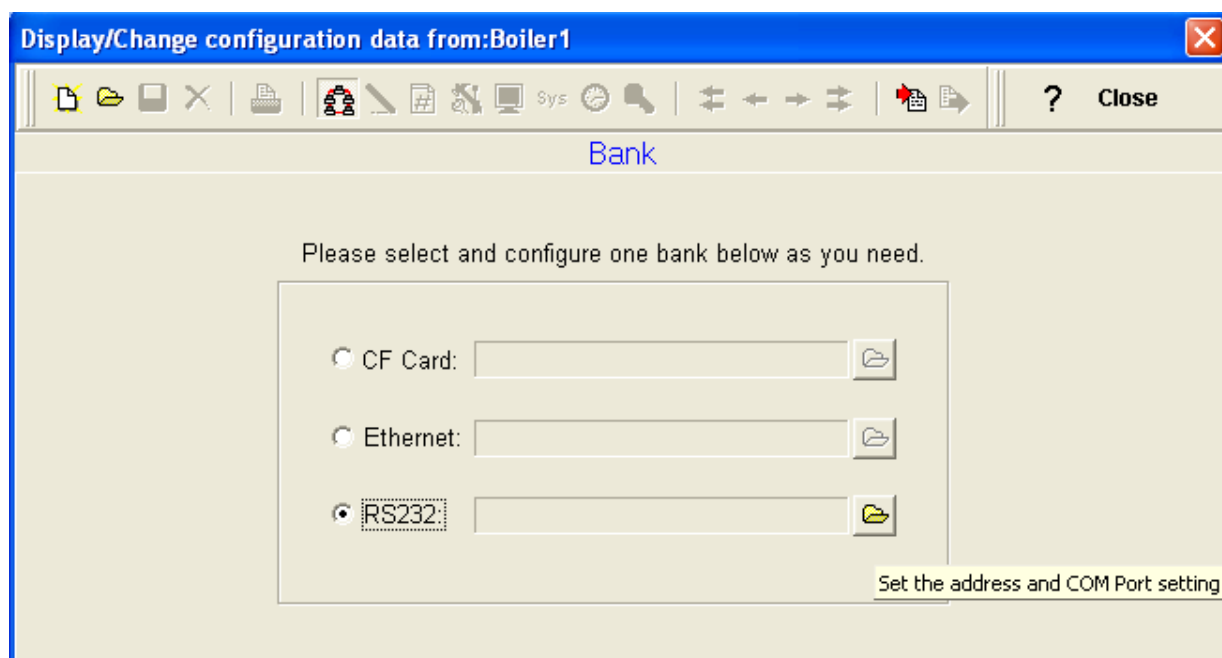 Display/Change configuration data from:Boiler1
Sys ? Close
Bank
Please select and configure one bank below as you need.
CF Card:
Ethernet:
RS232:
Set the address and COM Port setting